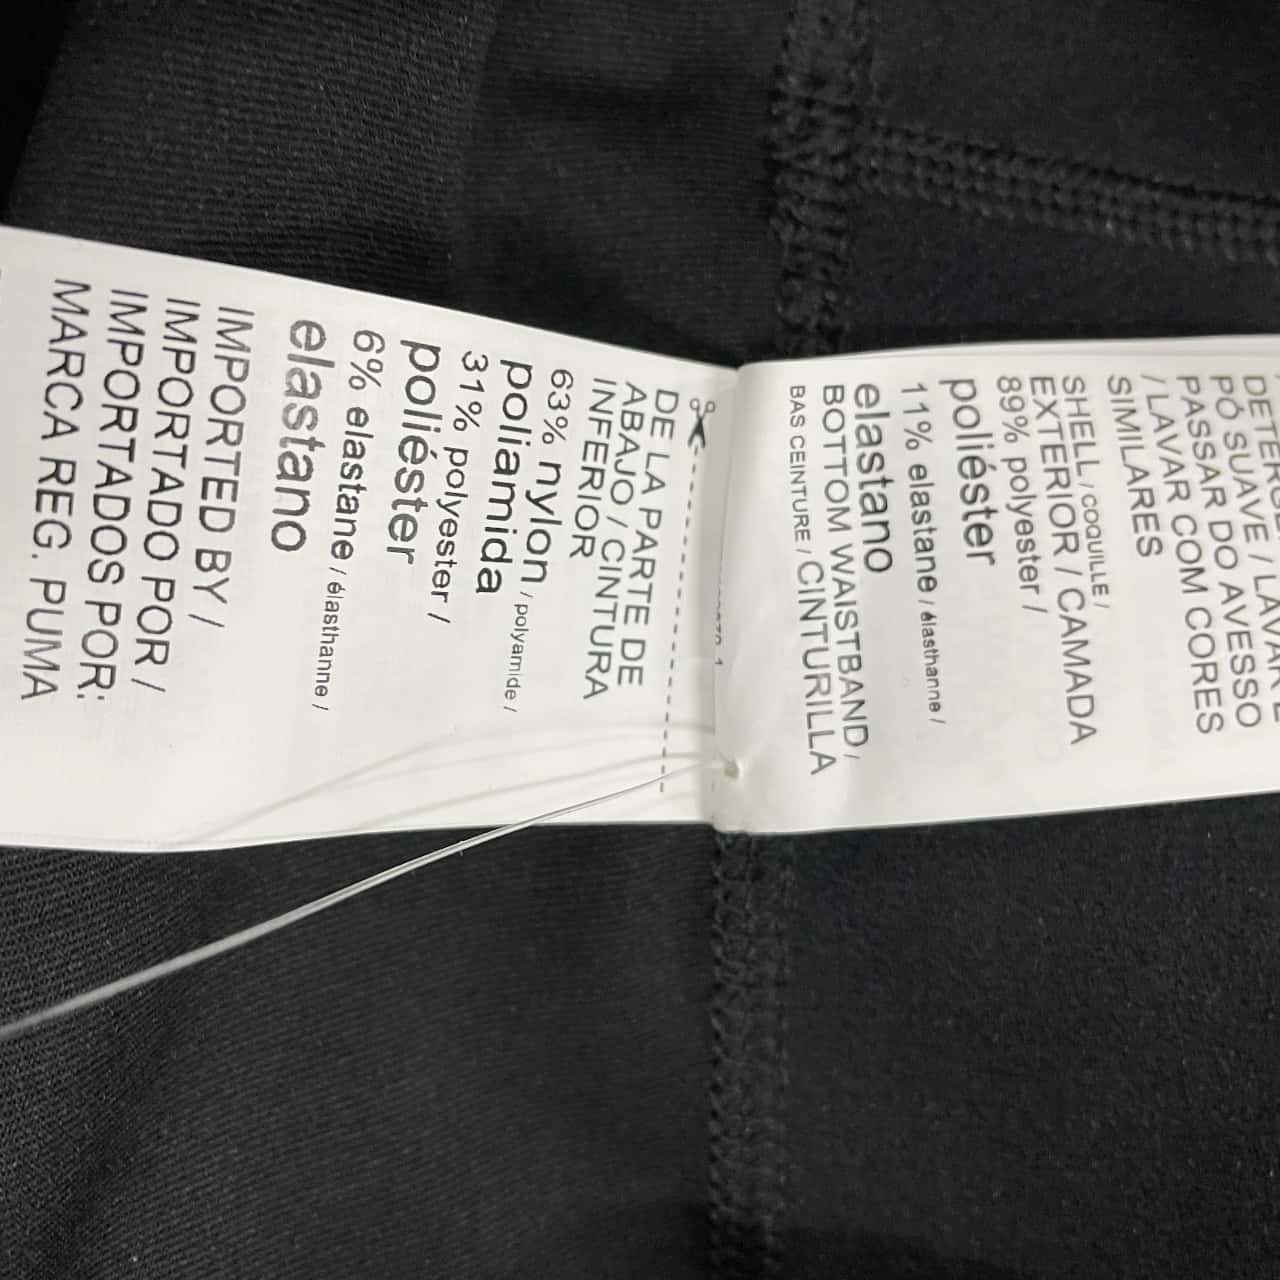 PÓ SUAVE / LAVAR E
PASSAR DO AVESSO
/ LAVAR COM CORES
SIMILARES
SHELL / COQUILLE /
EXTERIOR / CAMADA
89% polyester /
poliéster
11% elastane / élasthanne /
elastano
BOTTOM WAISTBAND /
BAS CEINTURE / CINTURILLA
DE LA PARTE DE
ABAJO / CINTURA
INFERIOR
63% nylon / polyamide /
poliamida
31% polyester /
poliéster
6% elastane / élasthanne /
elastano
IMPORTED BY /
IMPORTADO POR /
IMPORTADOS POR:
MARCA REG. PUMA